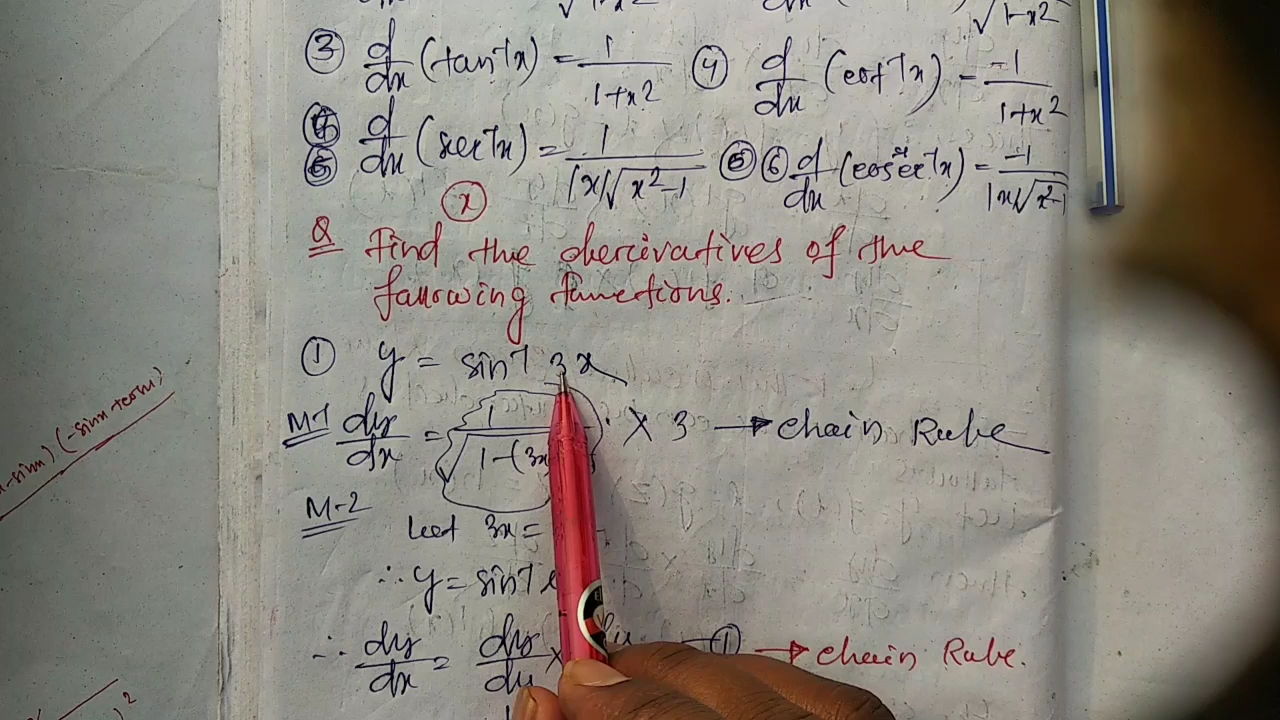 ③ d/dx (tan⁻¹x) = 1/1+x² ④ d/dx (cot⁻¹x) = -1/1+x²
⑤ d/dx (sec⁻¹x) = 1/|x|√x²-1 ⑥ d/dx (cosec⁻¹x) = -1/|x|√x²-1
(x)
Q Find the derivatives of the
following functions.
① y = sin⁻¹ 3x
M-1 dy/dx = 1/√1-(3x × 3 → chain Rule
M-2
Let 3x =
∴ y = sin⁻¹
∴ dy/dx = dy/du × ① → chain Rule.